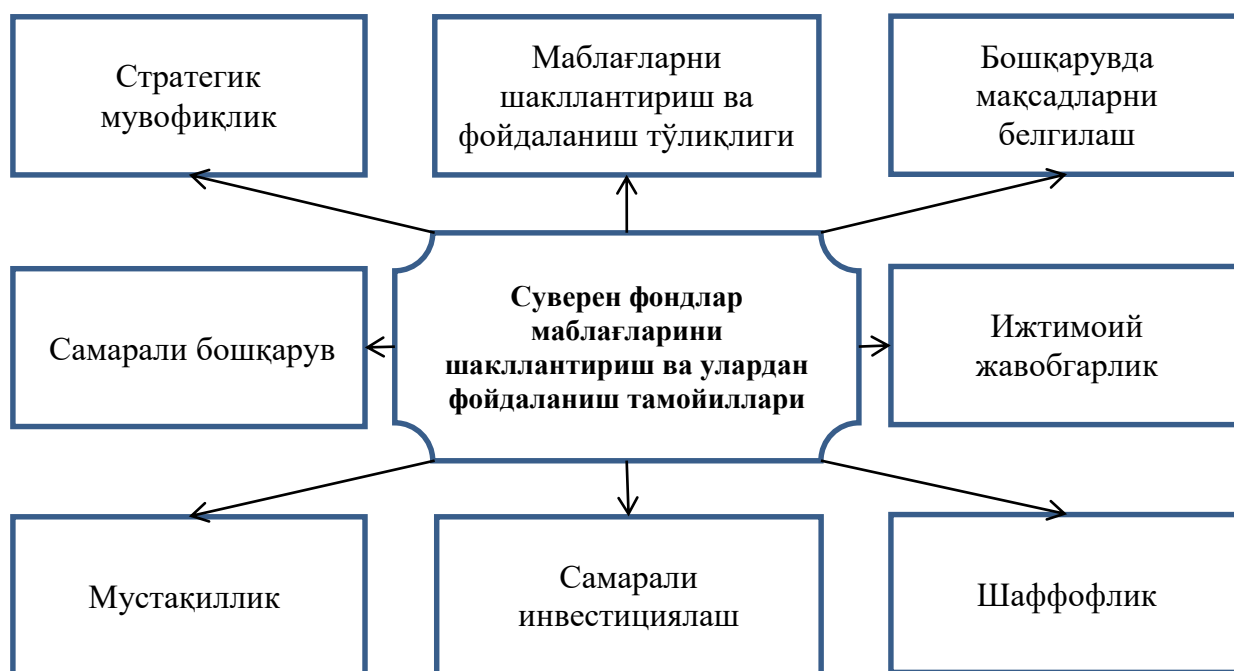 Стратегик
мувофиқлик
Маблағларни
шакллантириш ва
фойдаланиш тўлиқлиги
Бошқарувда
мақсадларни
белгилаш
Самарали бошқарув
Суверен фондлар
маблағларини
шакллантириш ва улардан
фойдаланиш тамойиллари
Ижтимоий
жавобгарлик
Мустақиллик
Самарали
инвестициялаш
Шаффофлик